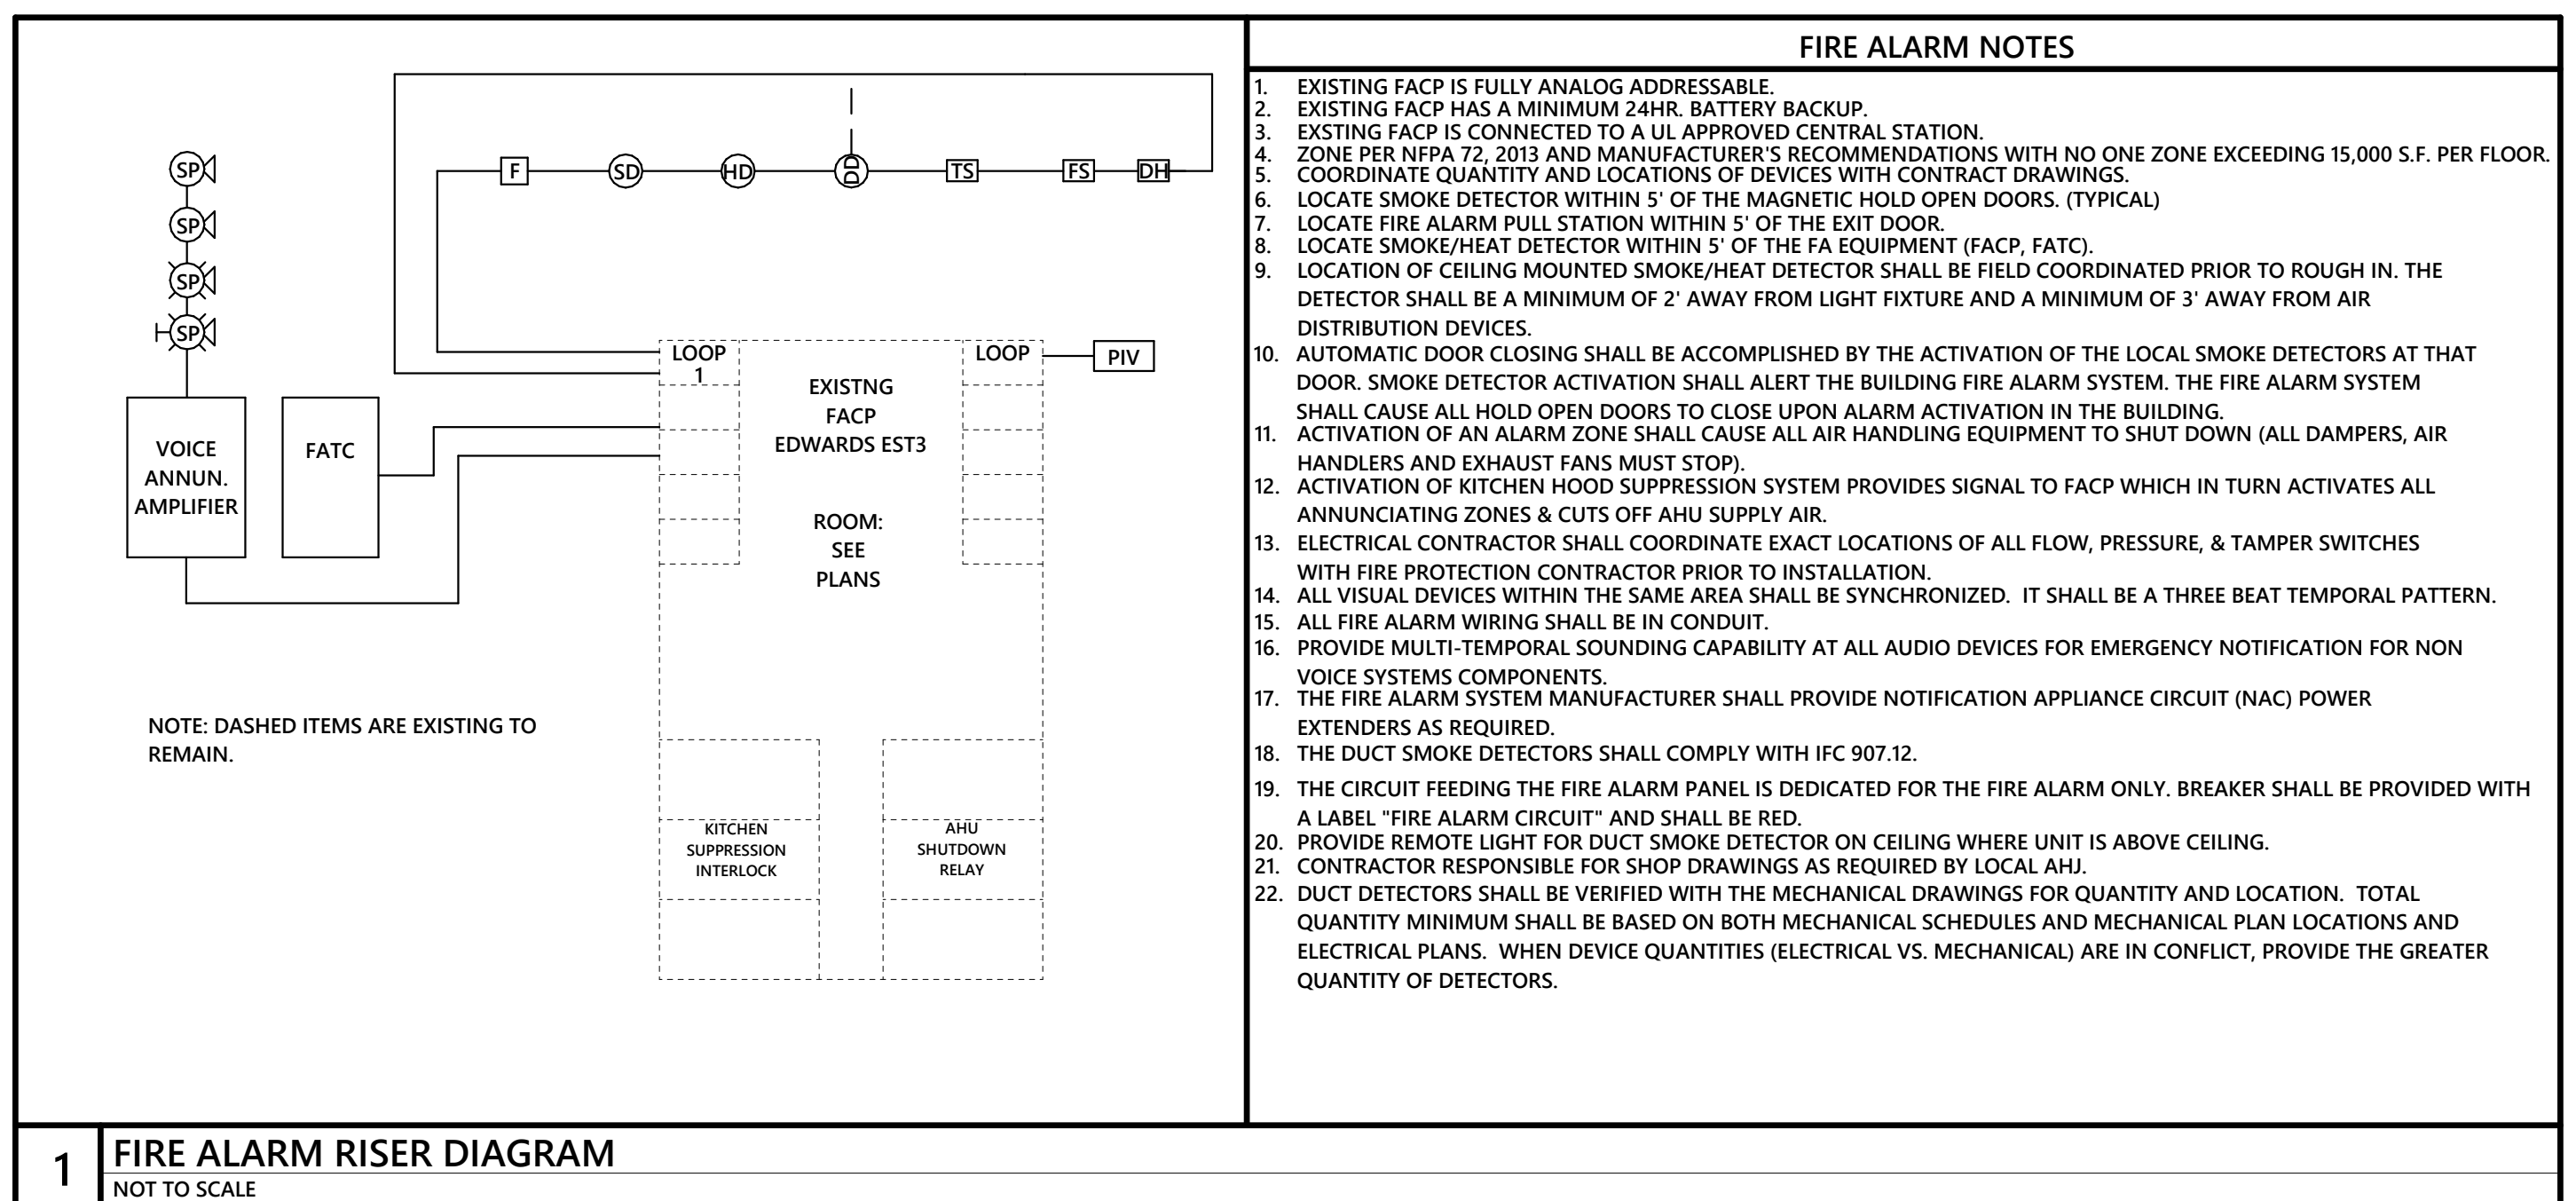 SP
SP
SP
SP
F
SD
HD
DD
TS
FS
DH
LOOP
1
LOOP
PIV
EXISTNG
FACP
EDWARDS EST3
ROOM:
SEE
PLANS
VOICE
ANNUN.
AMPLIFIER
FATC
NOTE: DASHED ITEMS ARE EXISTING TO
REMAIN.
KITCHEN
SUPPRESSION
INTERLOCK
AHU
SHUTDOWN
RELAY
FIRE ALARM NOTES
1. EXISTING FACP IS FULLY ANALOG ADDRESSABLE.
2. EXISTING FACP HAS A MINIMUM 24HR. BATTERY BACKUP.
3. EXSTING FACP IS CONNECTED TO A UL APPROVED CENTRAL STATION.
4. ZONE PER NFPA 72, 2013 AND MANUFACTURER'S RECOMMENDATIONS WITH NO ONE ZONE EXCEEDING 15,000 S.F. PER FLOOR.
5. COORDINATE QUANTITY AND LOCATIONS OF DEVICES WITH CONTRACT DRAWINGS.
6. LOCATE SMOKE DETECTOR WITHIN 5' OF THE MAGNETIC HOLD OPEN DOORS. (TYPICAL)
7. LOCATE FIRE ALARM PULL STATION WITHIN 5' OF THE EXIT DOOR.
8. LOCATE SMOKE/HEAT DETECTOR WITHIN 5' OF THE FA EQUIPMENT (FACP, FATC).
9. LOCATION OF CEILING MOUNTED SMOKE/HEAT DETECTOR SHALL BE FIELD COORDINATED PRIOR TO ROUGH IN. THE
DETECTOR SHALL BE A MINIMUM OF 2' AWAY FROM LIGHT FIXTURE AND A MINIMUM OF 3' AWAY FROM AIR
DISTRIBUTION DEVICES.
10. AUTOMATIC DOOR CLOSING SHALL BE ACCOMPLISHED BY THE ACTIVATION OF THE LOCAL SMOKE DETECTORS AT THAT
DOOR. SMOKE DETECTOR ACTIVATION SHALL ALERT THE BUILDING FIRE ALARM SYSTEM. THE FIRE ALARM SYSTEM
SHALL CAUSE ALL HOLD OPEN DOORS TO CLOSE UPON ALARM ACTIVATION IN THE BUILDING.
11. ACTIVATION OF AN ALARM ZONE SHALL CAUSE ALL AIR HANDLING EQUIPMENT TO SHUT DOWN (ALL DAMPERS, AIR
HANDLERS AND EXHAUST FANS MUST STOP).
12. ACTIVATION OF KITCHEN HOOD SUPPRESSION SYSTEM PROVIDES SIGNAL TO FACP WHICH IN TURN ACTIVATES ALL
ANNUNCIATING ZONES & CUTS OFF AHU SUPPLY AIR.
13. ELECTRICAL CONTRACTOR SHALL COORDINATE EXACT LOCATIONS OF ALL FLOW, PRESSURE, & TAMPER SWITCHES
WITH FIRE PROTECTION CONTRACTOR PRIOR TO INSTALLATION.
14. ALL VISUAL DEVICES WITHIN THE SAME AREA SHALL BE SYNCHRONIZED. IT SHALL BE A THREE BEAT TEMPORAL PATTERN.
15. ALL FIRE ALARM WIRING SHALL BE IN CONDUIT.
16. PROVIDE MULTI-TEMPORAL SOUNDING CAPABILITY AT ALL AUDIO DEVICES FOR EMERGENCY NOTIFICATION FOR NON
VOICE SYSTEMS COMPONENTS.
17. THE FIRE ALARM SYSTEM MANUFACTURER SHALL PROVIDE NOTIFICATION APPLIANCE CIRCUIT (NAC) POWER
EXTENDERS AS REQUIRED.
18. THE DUCT SMOKE DETECTORS SHALL COMPLY WITH IFC 907.12.
19. THE CIRCUIT FEEDING THE FIRE ALARM PANEL IS DEDICATED FOR THE FIRE ALARM ONLY. BREAKER SHALL BE PROVIDED WITH
A LABEL "FIRE ALARM CIRCUIT" AND SHALL BE RED.
20. PROVIDE REMOTE LIGHT FOR DUCT SMOKE DETECTOR ON CEILING WHERE UNIT IS ABOVE CEILING.
21. CONTRACTOR RESPONSIBLE FOR SHOP DRAWINGS AS REQUIRED BY LOCAL AHJ.
22. DUCT DETECTORS SHALL BE VERIFIED WITH THE MECHANICAL DRAWINGS FOR QUANTITY AND LOCATION. TOTAL
QUANTITY MINIMUM SHALL BE BASED ON BOTH MECHANICAL SCHEDULES AND MECHANICAL PLAN LOCATIONS AND
ELECTRICAL PLANS. WHEN DEVICE QUANTITIES (ELECTRICAL VS. MECHANICAL) ARE IN CONFLICT, PROVIDE THE GREATER
QUANTITY OF DETECTORS.
1
FIRE ALARM RISER DIAGRAM
NOT TO SCALE